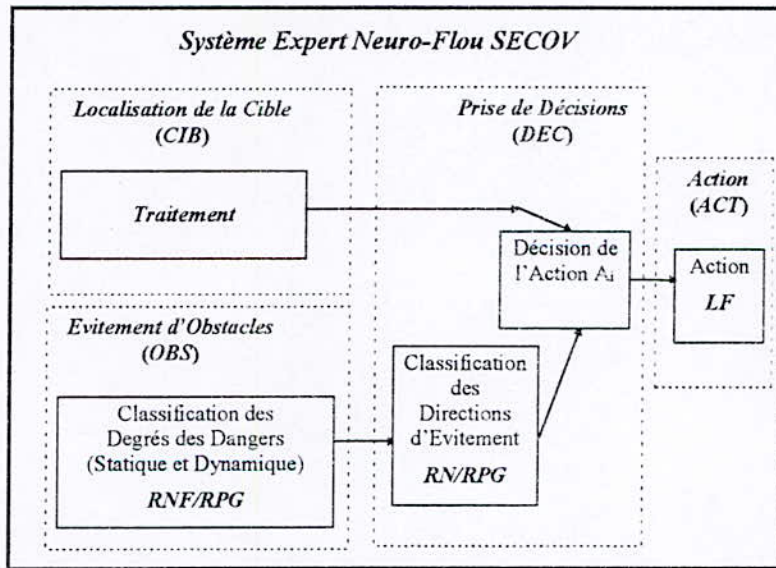 Système Expert Neuro-Flou SECOV
Localisation de la Cible
(CIB)
Traitement
Prise de Décisions
(DEC)
Décision de
l'Action Ai
Action
(ACT)
Action
LF
Evitement d'Obstacles
(OBS)
Classification des
Degrés des Dangers
(Statique et Dynamique)
RNF/RPG
Classification
des
Directions
d'Evitement
RN/RPG